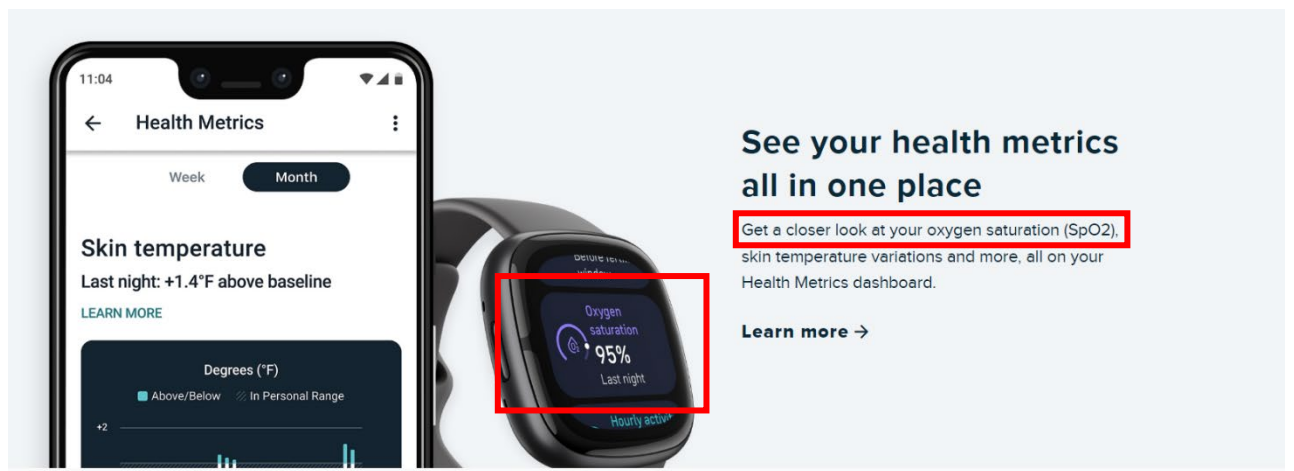 11:04
Health Metrics
Week
Month
Skin temperature
Last night: +1.4°F above baseline
LEARN MORE
Degrees (°F)
Above/Below
In Personal Range
+2
Before
window
Oxygen
saturation
95%
Last night
Hourly
See your health metrics
all in one place
Get a closer look at your oxygen saturation (SpO2),
skin temperature variations and more, all on your
Health Metrics dashboard.
Learn more →